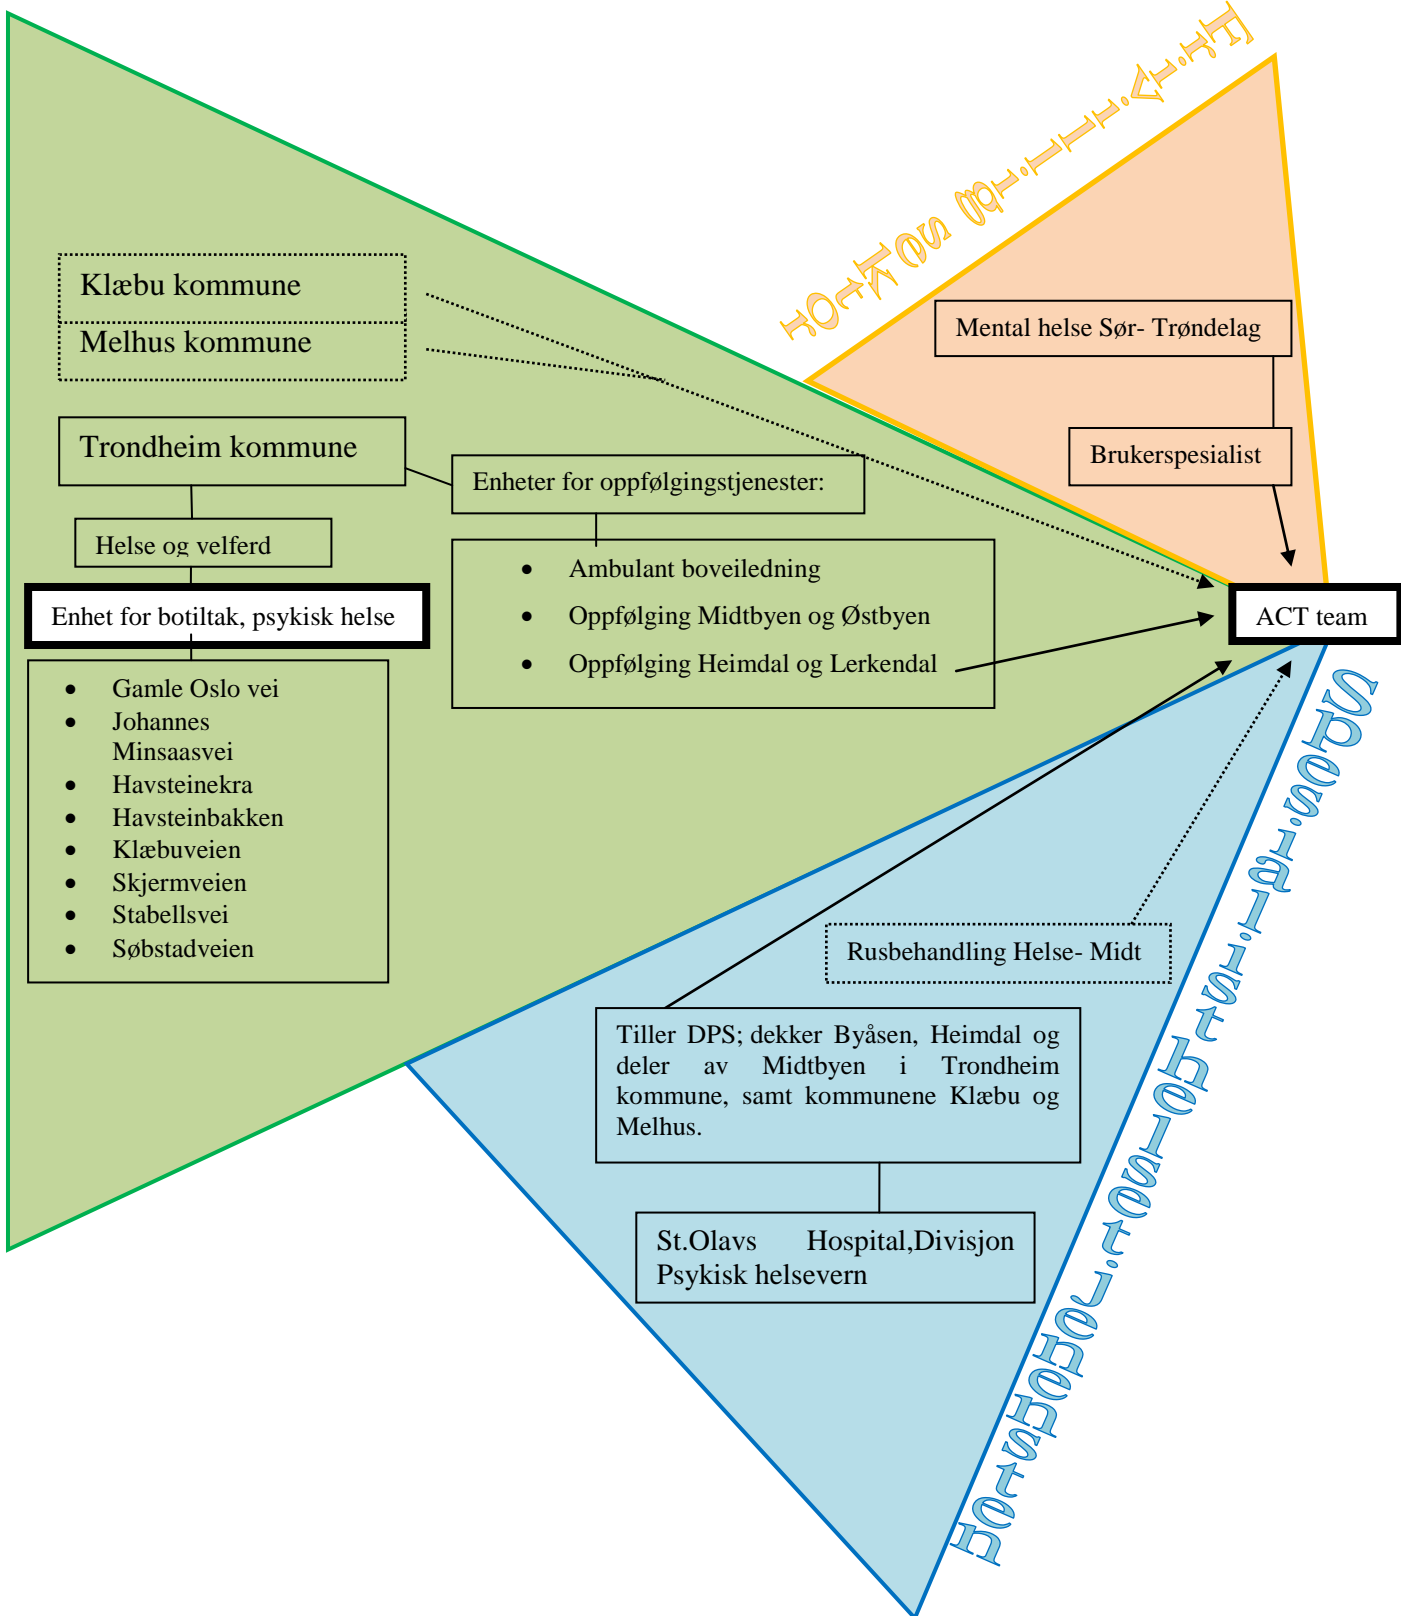 Frivillig sektor
Klæbu kommune
Melhus kommune
Mental helse Sør- Trøndelag
Trondheim kommune
Brukerspesialist
Enheter for oppfølgingstjenester:
Helse og velferd
• Ambulant boveiledning
• Oppfølging Midtbyen og Østbyen
• Oppfølging Heimdal og Lerkendal
Enhet for botiltak, psykisk helse
ACT team
• Gamle Oslo vei
• Johannes
Minsaasvei
• Havsteinekra
• Havsteinbakken
• Klæbuveien
• Skjermveien
• Stabellsvei
• Søbstadveien
Spesialisthelsetjenenesten
Rusbehandling Helse- Midt
Tiller DPS; dekker Byåsen, Heimdal og
deler av Midtbyen i Trondheim
kommune, samt kommunene Klæbu og
Melhus.
St.Olavs Hospital,Divisjon
Psykisk helsevern